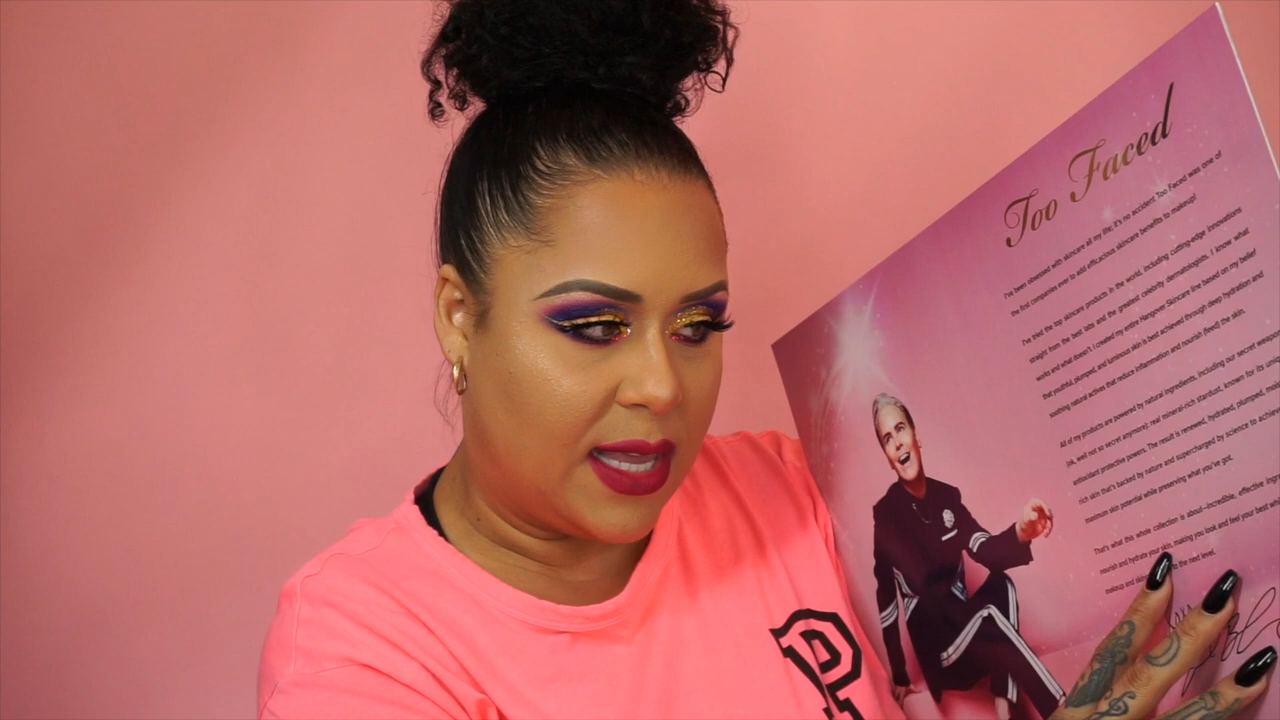 Too Faced
I've been obsessed with skincare all my life; it's no accident Too Faced was one of
the first companies ever to add efficacious skincare benefits to makeup!
I've tried the top skincare products in the world, including cutting-edge innovations
straight from the best labs and the greatest celebrity dermatologists. I know what
works and what doesn't. I created my entire Hangover Skincare line based on my belief
that youthful, plumped, and luminous skin is best achieved through deep hydration and
soothing natural actives that reduce inflammation and nourish (feed) the skin.
All of my products are powered by natural ingredients, including our secret weapon
(ok, well not so secret anymore): real mineral-rich stardust, known for its
antioxidant protective powers. The result is renewed, hydrated, plumped,
rich skin that's backed by nature and supercharged by science to achieve
maximum skin potential while preserving what you've got.
That's what this whole collection is about—incredible, effective
nourish and hydrate your skin, making you look and feel your best
makeup and to the next level.
P